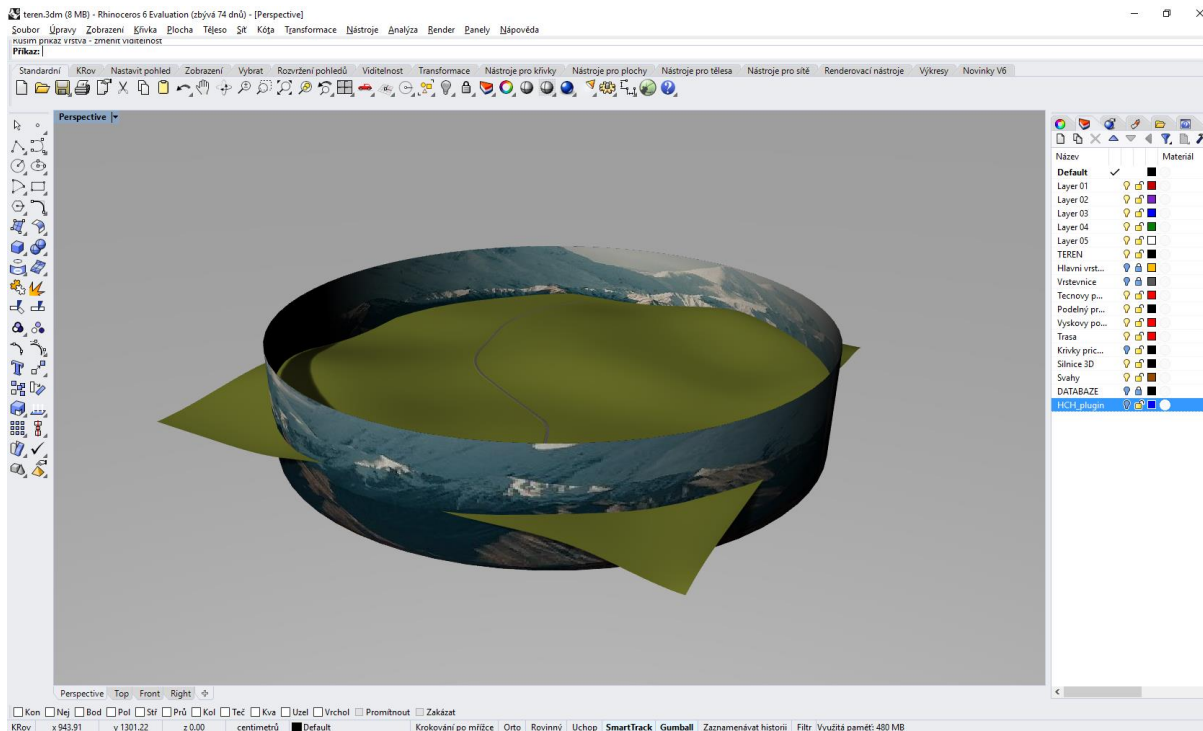 teren.3dm (8 MB) - Rhinoceros 6 Evaluation (zbývá 74 dnů) - [Perspective]
Soubor Úpravy Zobrazení Křivka Plocha Těleso Síť Kóta Transformace Nástroje Analýza Render Panely Nápověda
Ruším příkaz Vrstva - změnit viditelnost
Příkaz:
Standardní KRov Nastavit pohled Zobrazení Vybrat Rozvržení pohledů Viditelnost Transformace Nástroje pro křivky Nástroje pro plochy Nástroje pro tělesa Nástroje pro sítě Renderovací nástroje Výkresy Novinky V6
Perspective
Název Materiál
Default
Layer 01
Layer 02
Layer 03
Layer 04
Layer 05
TEREN
Hlavni vrst...
Vrstevnice
Tecnovy p...
Podelný pr...
Vyskovy po...
Trasa
Krivky pric...
Silnice 3D
Svahy
DATABAZE
HCH_plugin
Perspective Top Front Right
Kon Nej Bod Pol Stř Prů Kol Teč Kva Uzel Vrchol Promítnout Zakázat
KRov x 943.91 y 1301.22 z 0.00 centimetrů Default Krokování po mřížce Orto Rovinný Uchop SmartTrack Gumball Zaznamenávat historii Filtr Využitá paměť: 480 MB